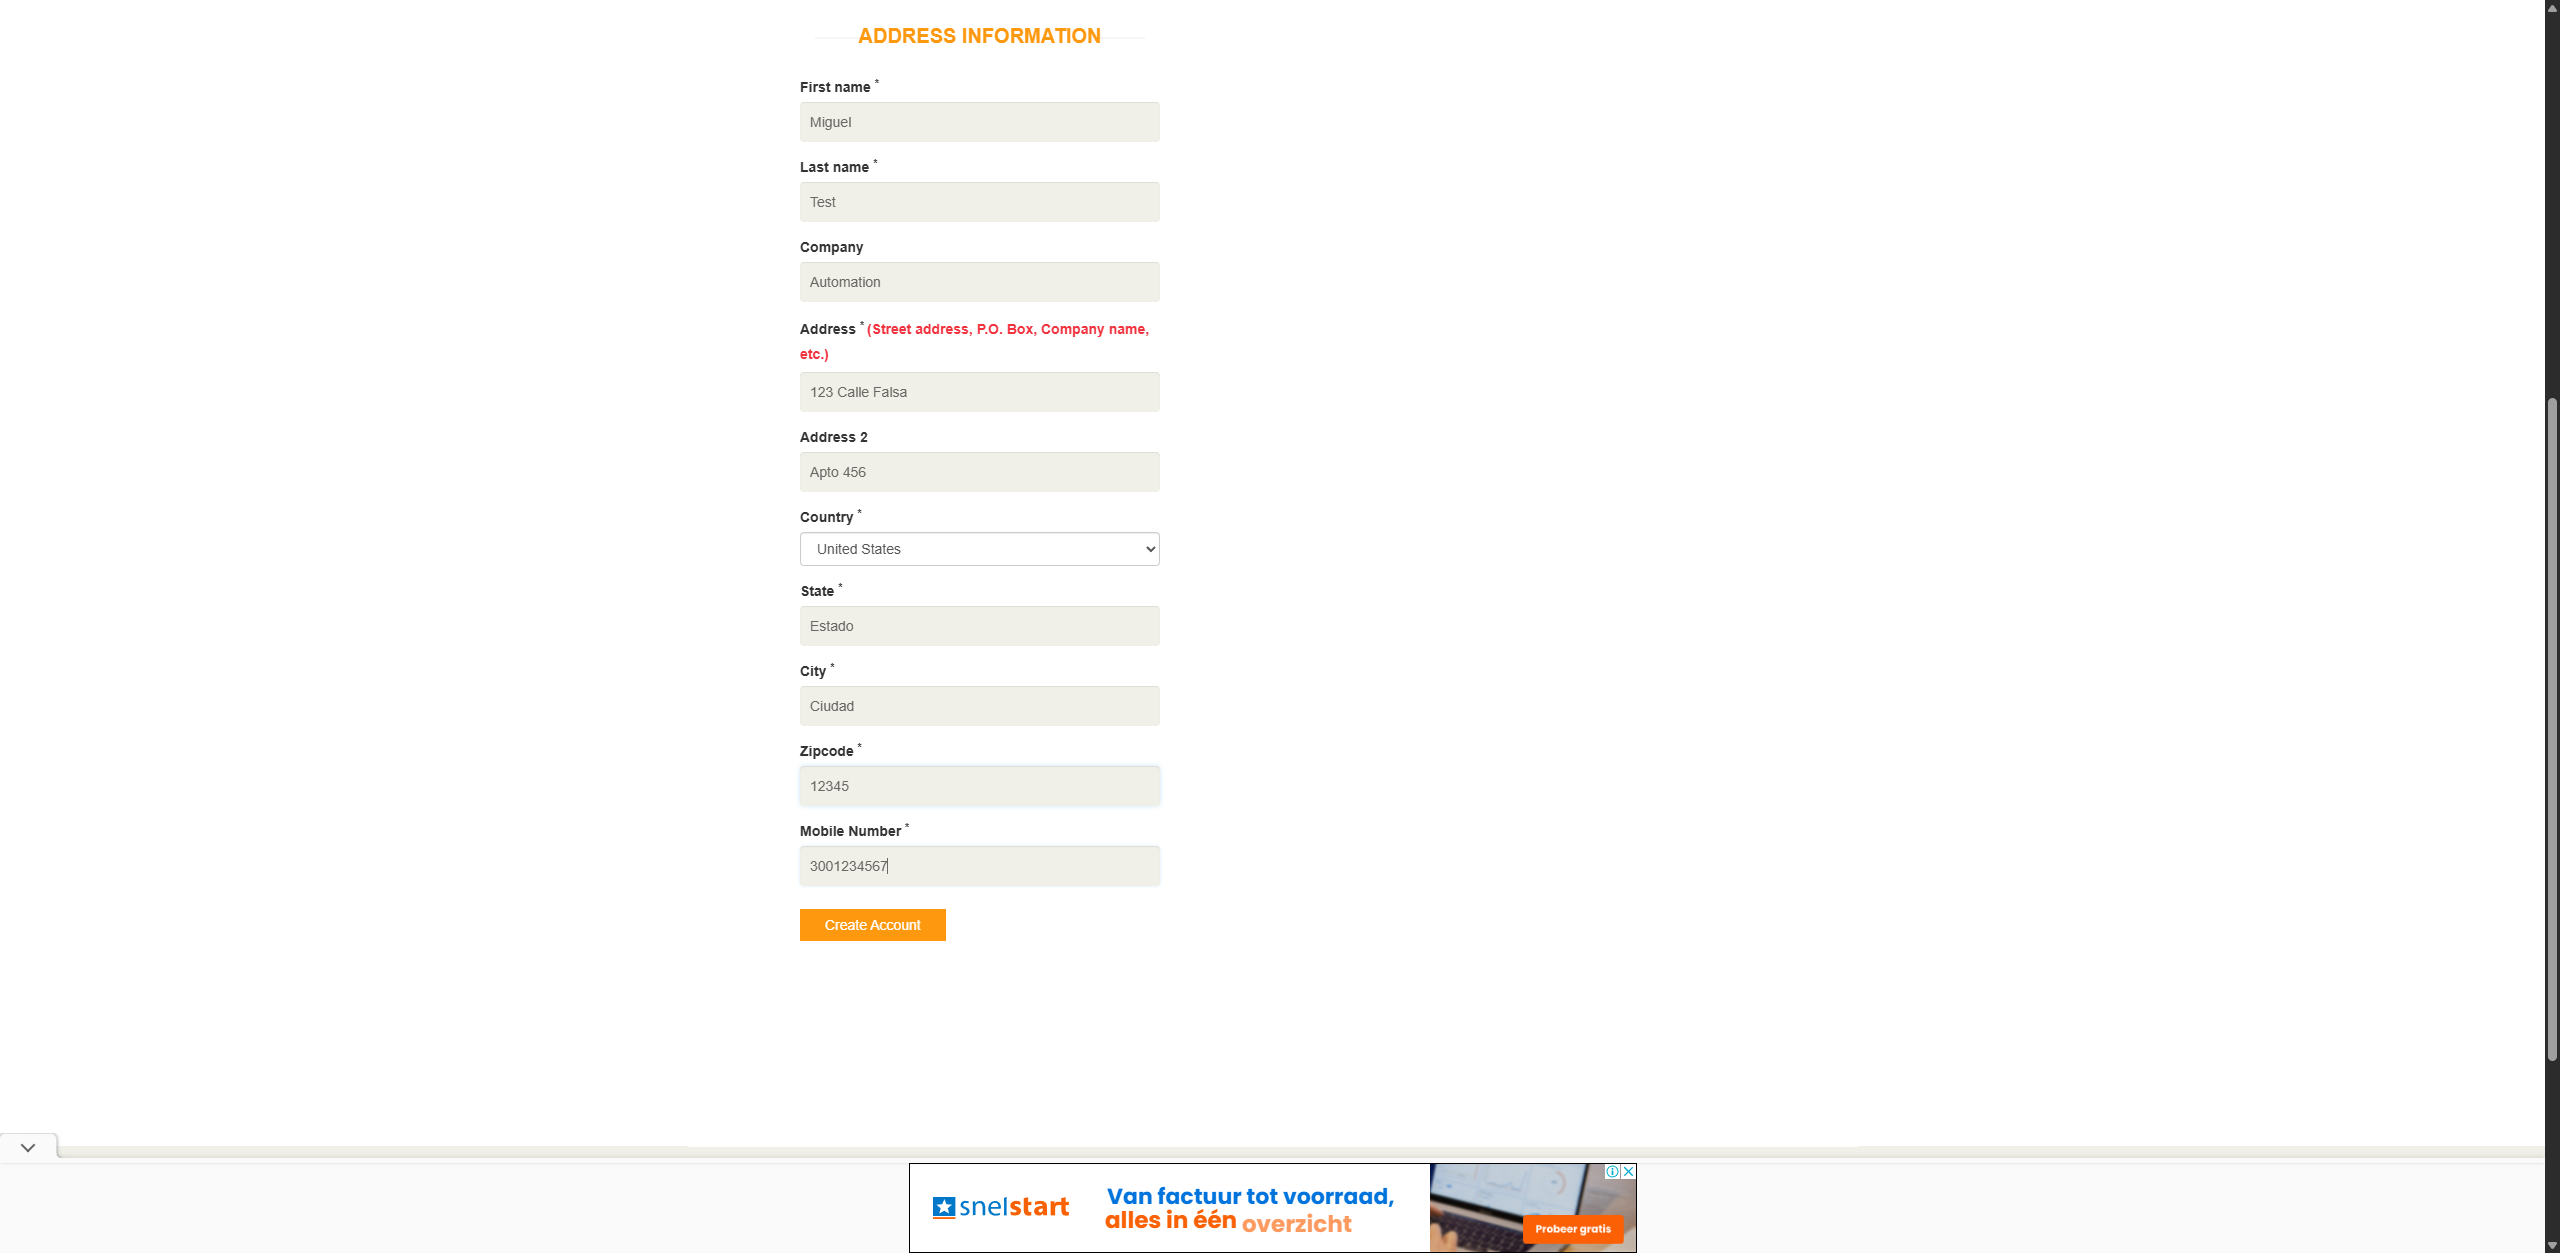 ADDRESS INFORMATION
First name *
Miguel
Last name *
Test
Company
Automation
Address * (Street address, P.O. Box, Company name,
etc.)
123 Calle Falsa
Address 2
Apto 456
Country *
United States
State *
Estado
City *
Ciudad
Zipcode *
12345
Mobile Number *
3001234567
Create Account
snelstart
Van factuur tot voorraad,
alles in één overzicht
Probeer gratis